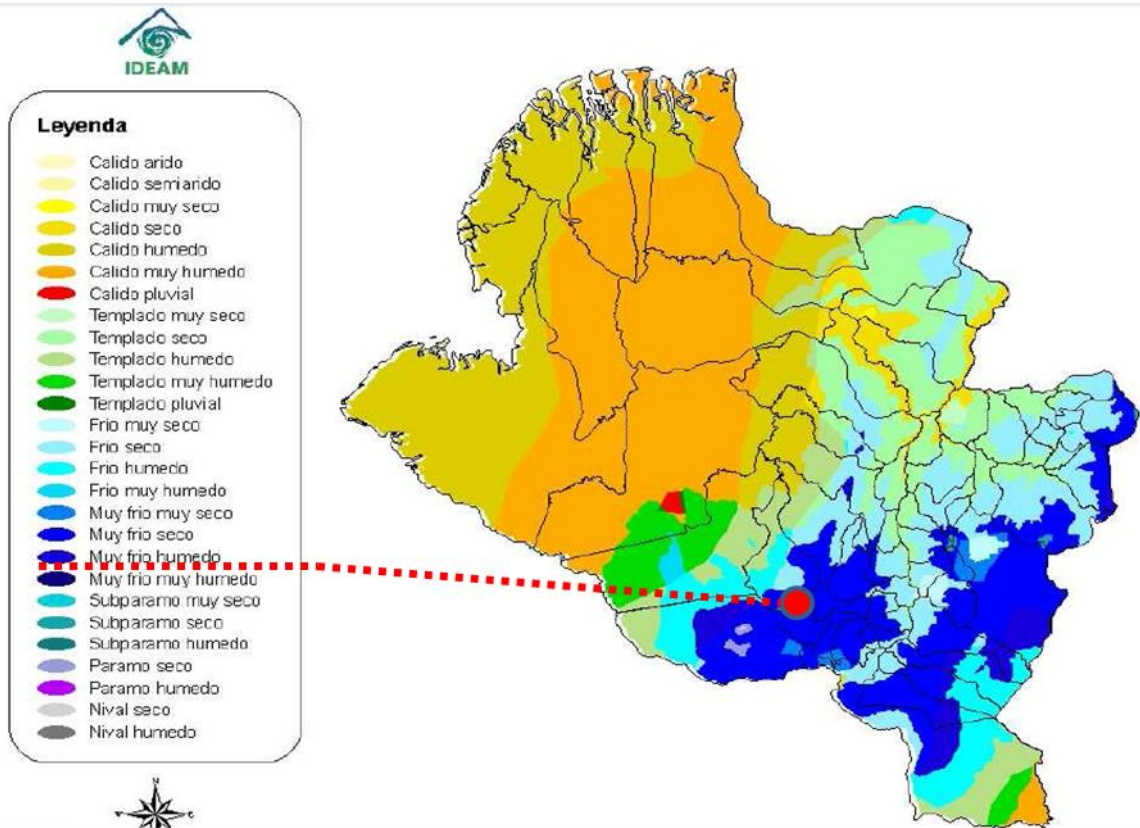 IDEAM
Leyenda
Calido arido
Calido semiarido
Calido muy seco
Calido seco
Calido humedo
Calido muy humedo
Calido pluvial
Templado muy seco
Templado seco
Templado humedo
Templado muy humedo
Templado pluvial
Frio muy seco
Frio seco
Frio humedo
Frio muy humedo
Muy frio muy seco
Muy frio seco
Muy frio humedo
Muy frio muy humedo
Subparamo muy seco
Subparamo seco
Subparamo humedo
Paramo seco
Paramo humedo
Nival seco
Nival humedo
N